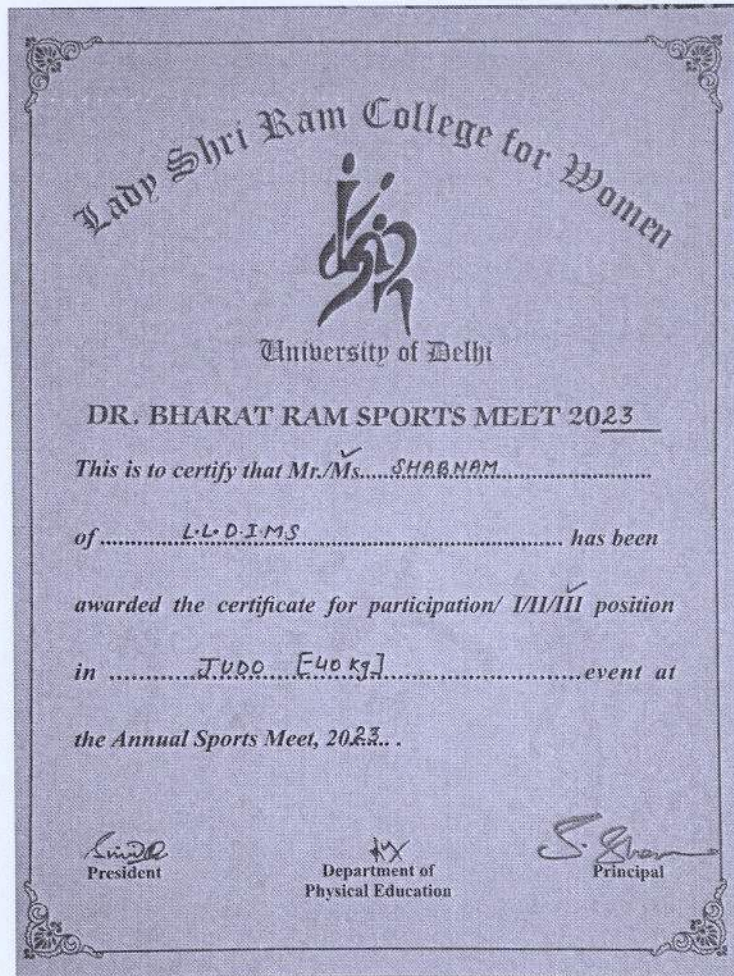 Lady Shri Ram College for Women
University of Delhi
DR. BHARAT RAM SPORTS MEET 2023
This is to certify that Mr./Ms.....SHABNAM.............................
of ..............L.L.D.I.MS................................................ has been
awarded the certificate for participation/ I/II/III position
in .............JUDO [40 kg]................................event at
the Annual Sports Meet, 2023.. .
President
Department of
Physical Education
Principal